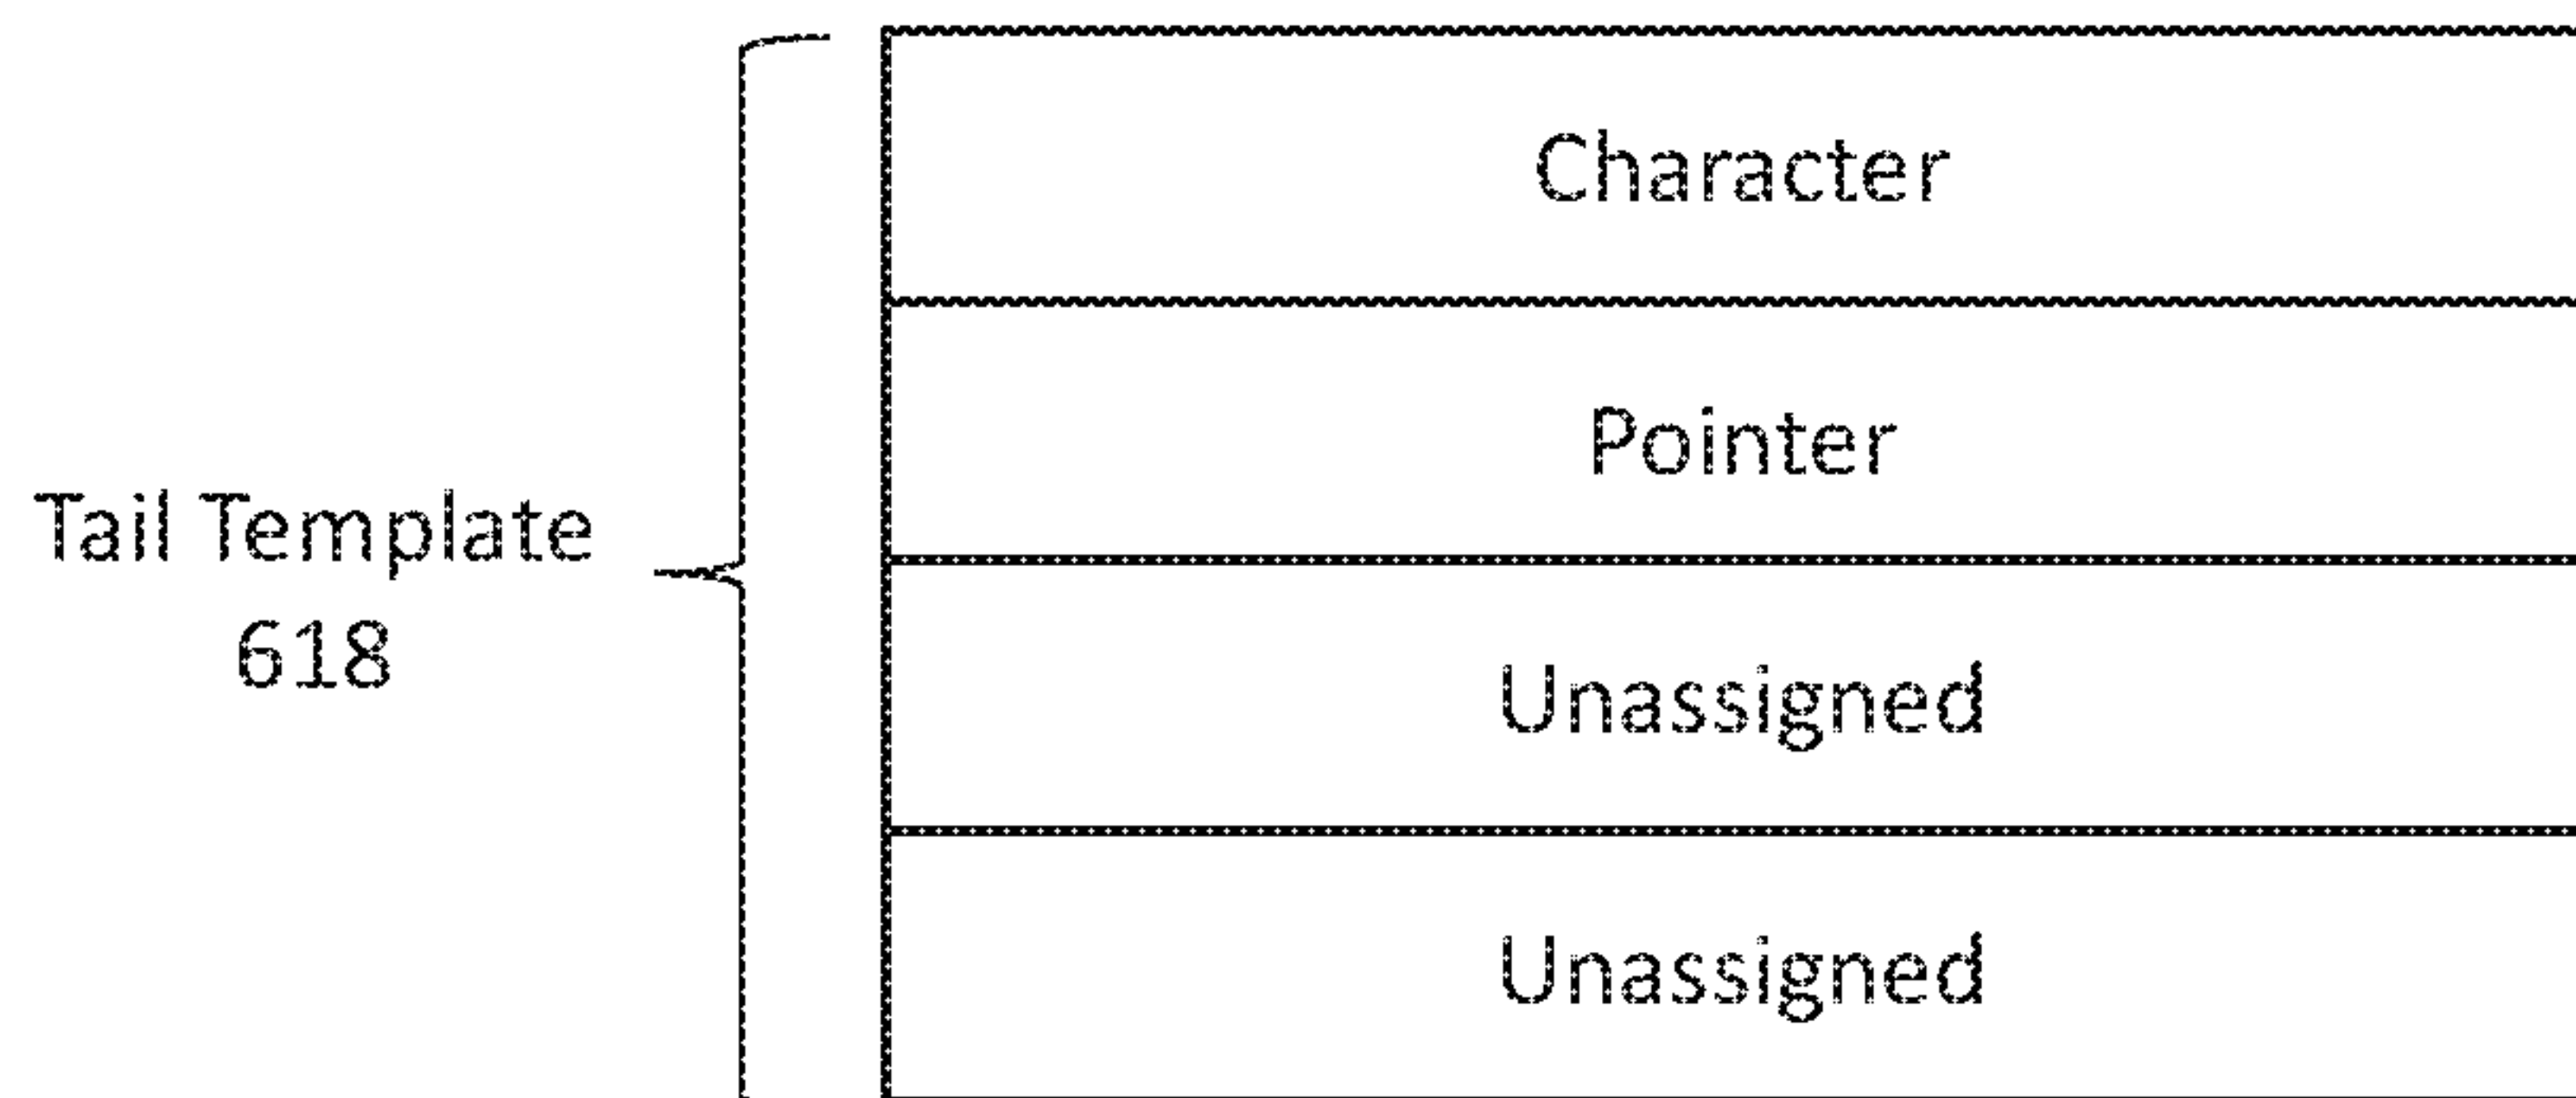 Character
Pointer
Tail Template
618
Unassigned
Unassigned